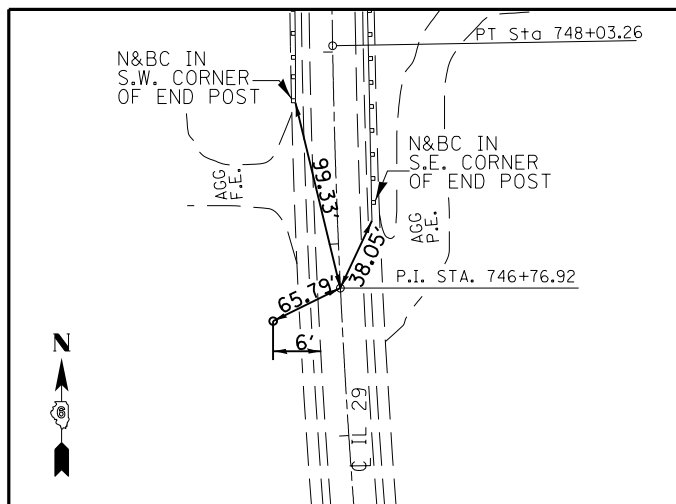 PT Sta 748+03.26
N&BC IN
S.W. CORNER
OF END POST
N&BC IN
S.E. CORNER
OF END POST
99.33'
AGG
F.E.
AGG
P.E.
38.05'
65.79'
P.I. STA. 746+76.92
6'
N
C IL 29